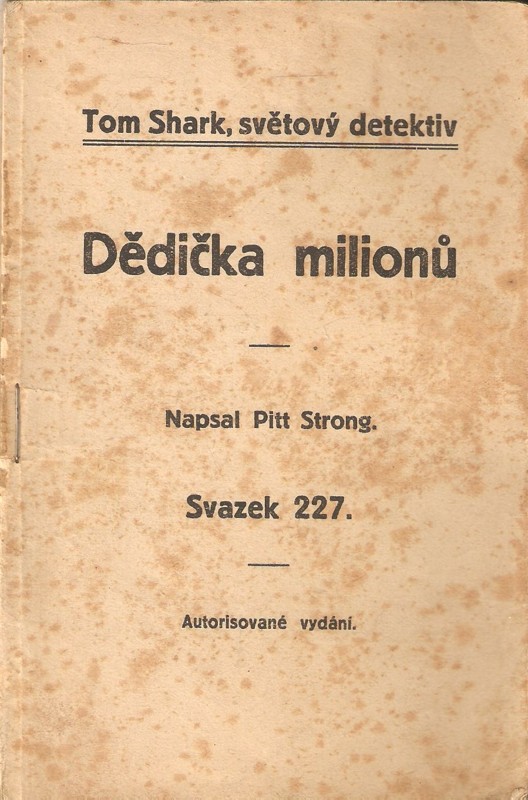 Tom Shark, světový detektiv
Dědička milionů
Napsal Pitt Strong.
Svazek 227.
Autorisované vydání.